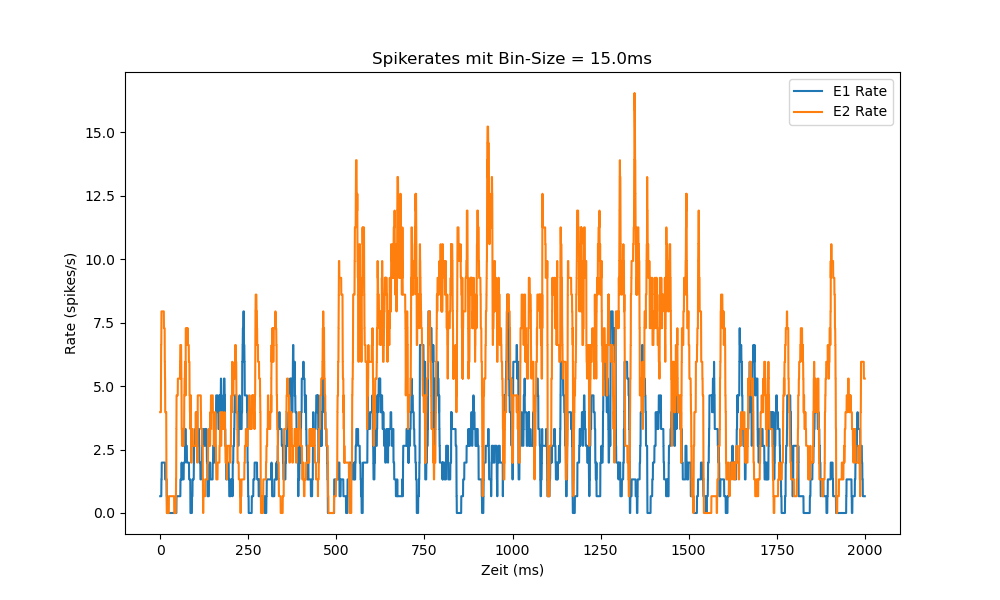 Spikerates mit Bin-Size = 15.0ms
E1 Rate
E2 Rate
Rate (spikes/s)
15.0
12.5
10.0
7.5
5.0
2.5
0.0
0 250 500 750 1000 1250 1500 1750 2000
Zeit (ms)